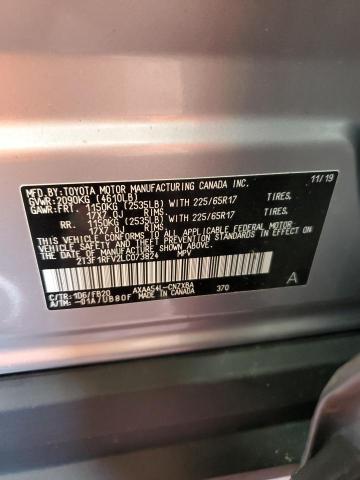 MFD.BY:TOYOTA MOTOR MANUFACTURING CANADA INC. 11/19
GVWR:2090KG (4610LB)
GAWR:FRT. 1150KG (2535LB) WITH 225/65R17 TIRES,
17X7.0J RIMS,
RR. 1150KG (2535LB) WITH 225/65R17 TIRES,
17X7.0J RIMS,
THIS VEHICLE CONFORMS TO ALL APPLICABLE FEDERAL MOTOR
VEHICLE SAFETY AND BUMPER STANDARDS IN EFFECT ON THE DATE
OF MANUFACTURE SHOWN ABOVE.
2T3F1RFV2LC073824 MPV
C/TR:1D6/FB20 AXAA54L-CNZXBA 370
A/TM:-01A/UB80F MADE IN CANADA A